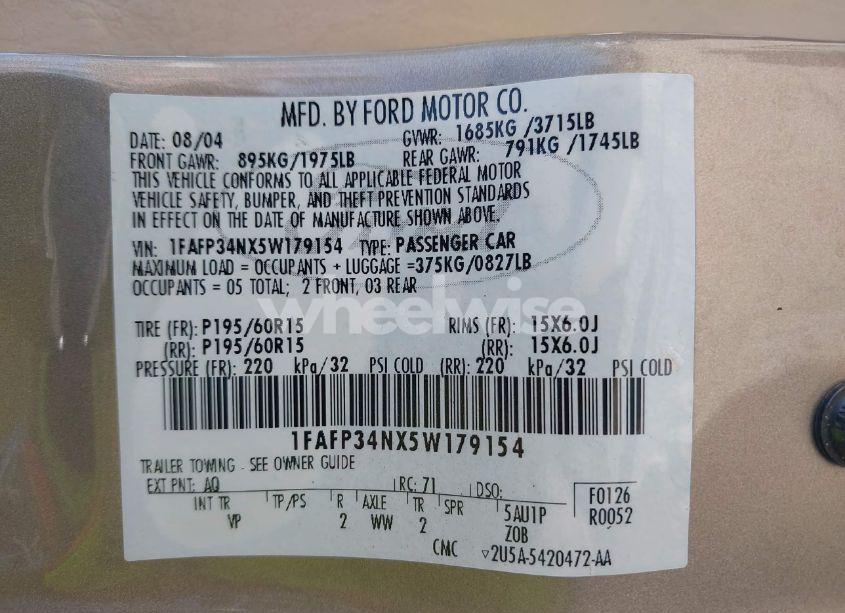 MFD. BY FORD MOTOR CO.
DATE: 08/04 GVWR: 1685KG /3715LB
FRONT GAWR: 895KG/1975LB REAR GAWR: 791KG /1745LB
THIS VEHICLE CONFORMS TO ALL APPLICABLE FEDERAL MOTOR
VEHICLE SAFETY, BUMPER, AND THEFT PREVENTION STANDARDS
IN EFFECT ON THE DATE OF MANUFACTURE SHOWN ABOVE.
VIN: 1FAFP34NX5W179154 TYPE: PASSENGER CAR
MAXIMUM LOAD = OCCUPANTS + LUGGAGE =375KG/0827LB
OCCUPANTS = 05 TOTAL; 2 FRONT, 03 REAR
wheelwise
TIRE (FR): P195/60R15 RIMS (FR): 15X6.0J
(RR): P195/60R15 (RR): 15X6.0J
PRESSURE (FR): 220 kPa/32 PSI COLD (RR): 220 kPa/32 PSI COLD
1FAFP34NX5W179154
TRAILER TOWING - SEE OWNER GUIDE
EXT PNT: AQ RC: 71 DSO: F0126
INT TR TP/PS R AXLE TR SPR 5AU1P R0052
VP 2 WW 2 ZOB
CMC ▽2U5A-5420472-AA